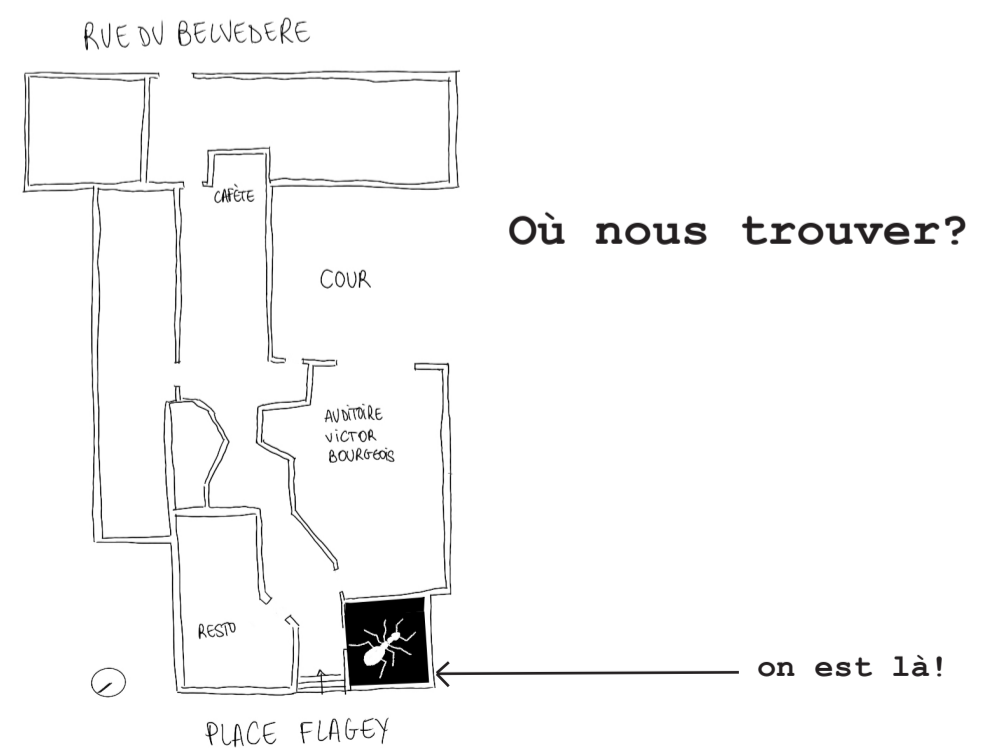 RUE DU BELVEDERE
CAFÈTE
Où nous trouver?
COUR
AUDITOIRE
VICTOR
BOURGEOIS
RESTO
on est là!
PLACE FLAGEY